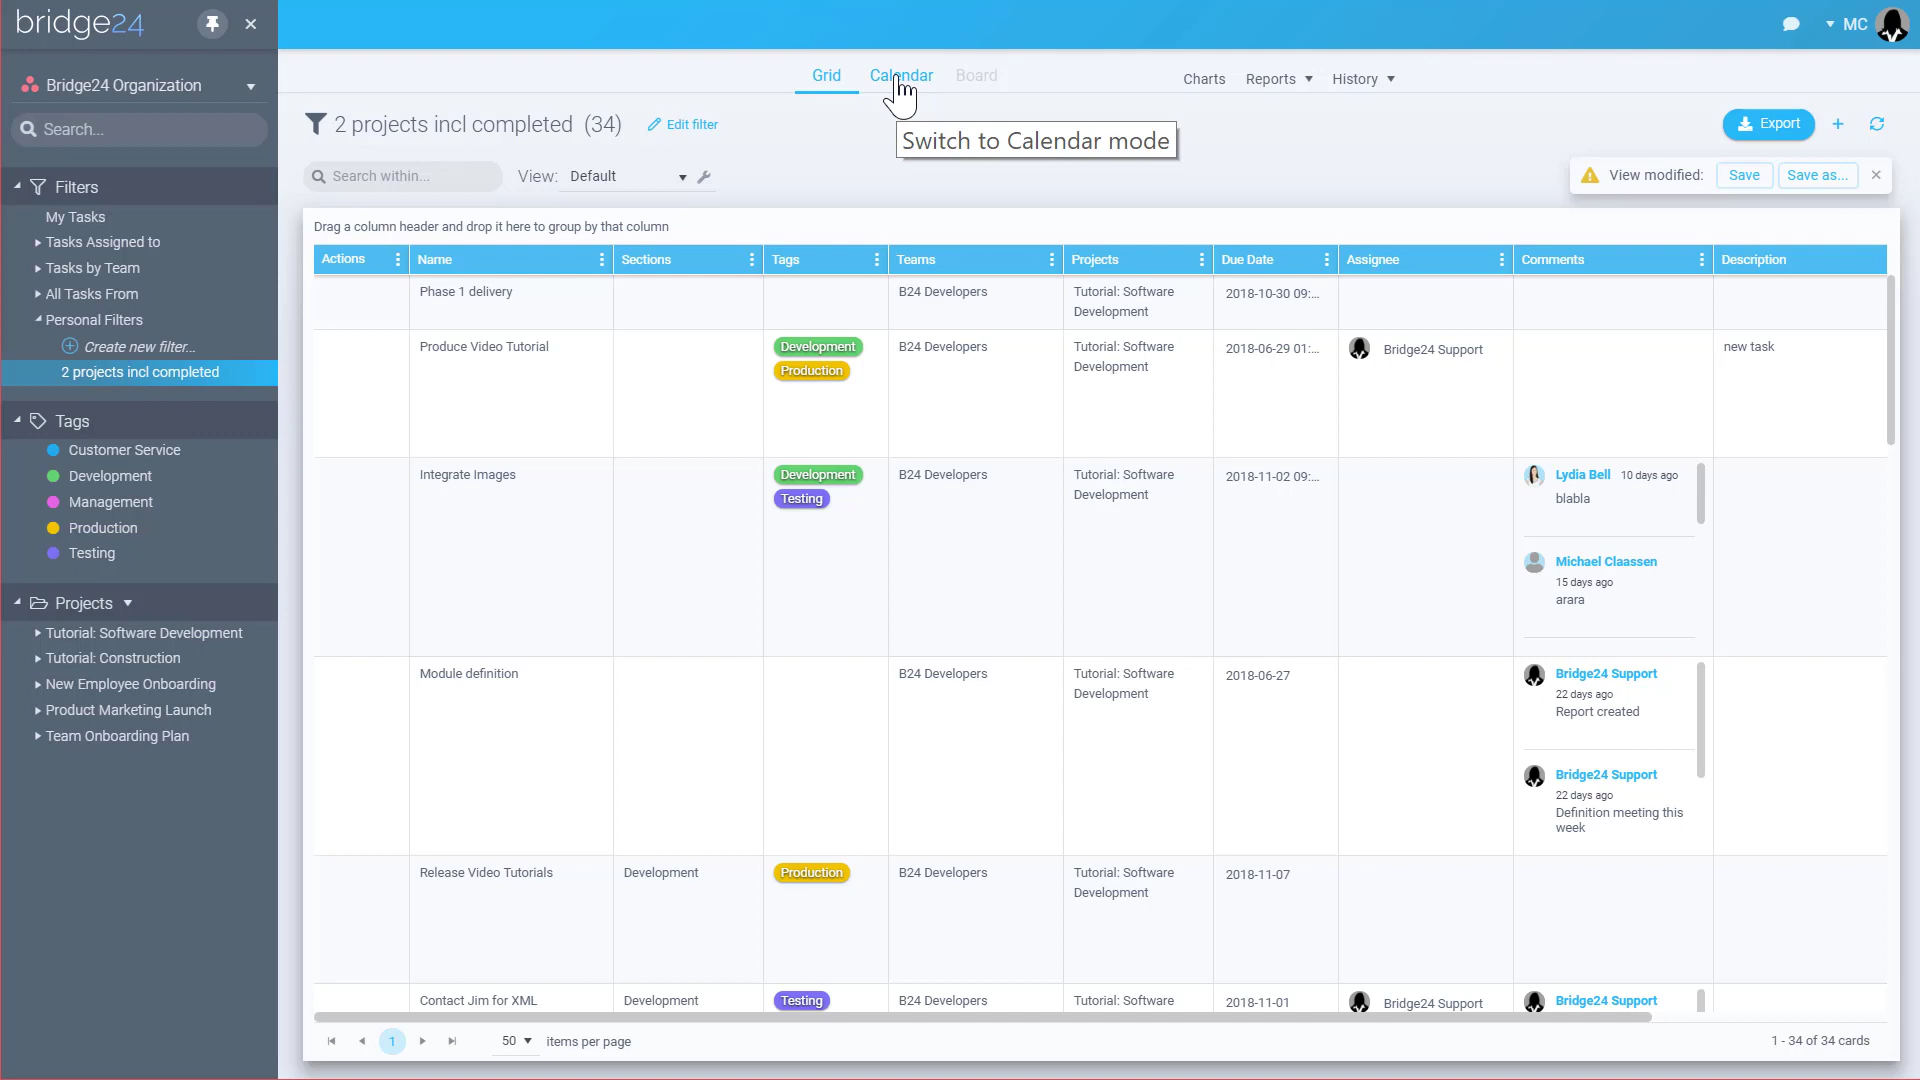 bridge24
MC
Bridge24 Organization
Search...
Filters
My Tasks
Tasks Assigned to
Tasks by Team
All Tasks From
Personal Filters
Create new filter...
2 projects incl completed
Tags
Customer Service
Development
Management
Production
Testing
Projects
Tutorial: Software Development
Tutorial: Construction
New Employee Onboarding
Product Marketing Launch
Team Onboarding Plan
Grid Calendar Board
Charts Reports History
Switch to Calendar mode
2 projects incl completed (34) Edit filter
Export
Search within... View: Default
View modified: Save Save as...
Drag a column header and drop it here to group by that column
Actions Name Sections Tags Teams Projects Due Date Assignee Comments Description
Phase 1 delivery B24 Developers Tutorial: Software 2018-10-30 09:...
Development
Produce Video Tutorial Development B24 Developers Tutorial: Software 2018-06-29 01:... Bridge24 Support new task
Production Development
Integrate Images Development B24 Developers Tutorial: Software 2018-11-02 09:... Lydia Bell 10 days ago
Testing Development blabla
Michael Claassen
15 days ago
arara
Module definition B24 Developers Tutorial: Software 2018-06-27 Bridge24 Support
Development 22 days ago
Report created
Bridge24 Support
22 days ago
Definition meeting this
week
Release Video Tutorials Development Production B24 Developers Tutorial: Software 2018-11-07
Development
Contact Jim for XML Development Testing B24 Developers Tutorial: Software 2018-11-01 Bridge24 Support Bridge24 Support
1 50 items per page 1 - 34 of 34 cards